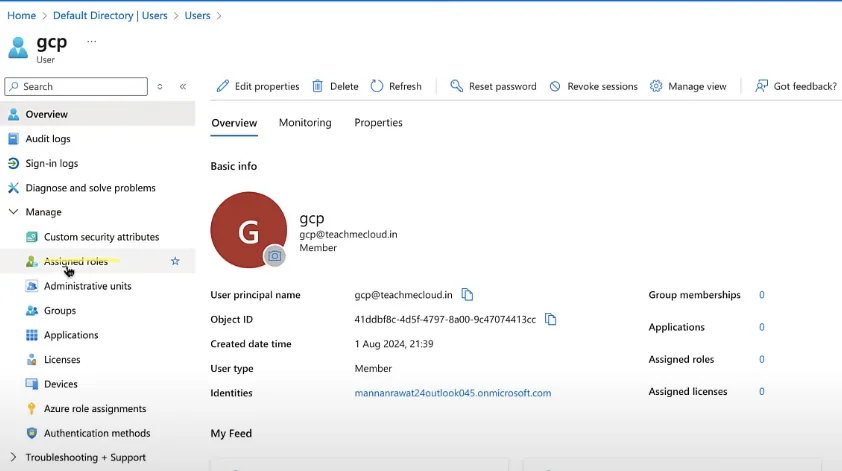 Home > Default Directory | Users > Users >
gcp ...
User
Search
Edit properties Delete Refresh Reset password Revoke sessions Manage view Got feedback?
Overview
Audit logs
Sign-in logs
Diagnose and solve problems
Manage
Custom security attributes
Assigned roles
Administrative units
Groups
Applications
Licenses
Devices
Azure role assignments
Authentication methods
Troubleshooting + Support
Overview Monitoring Properties
Basic info
G
gcp
gcp@teachmecloud.in
Member
User principal name gcp@teachmecloud.in
Object ID 41ddbf8c-4d5f-4797-8a00-9c47074413cc
Created date time 1 Aug 2024, 21:39
User type Member
Identities mannanrawat24outlook045.onmicrosoft.com
Group memberships 0
Applications 0
Assigned roles 0
Assigned licenses 0
My Feed